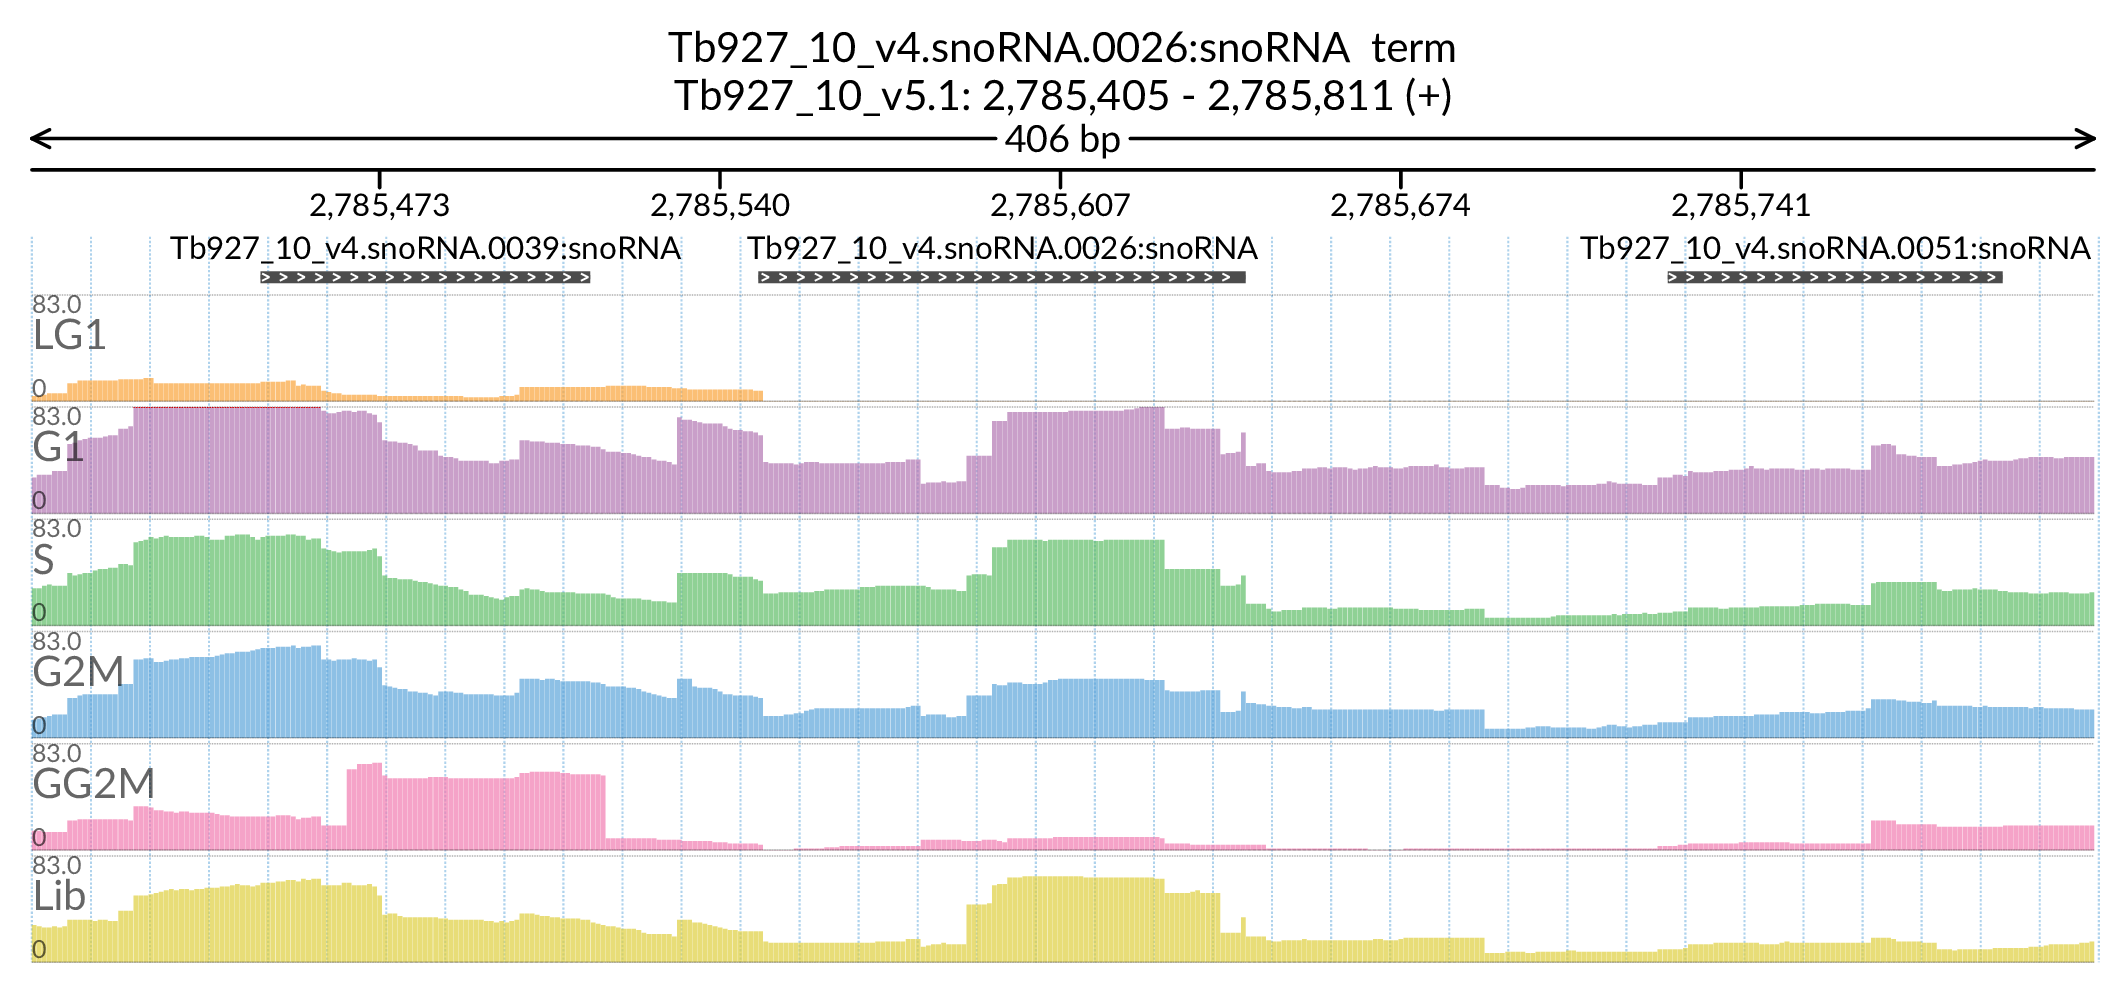 Tb927_10_v4.snoRNA.0026:snoRNA term
Tb927_10_v5.1: 2,785,405 - 2,785,811 (+)
406 bp
2,785,473 2,785,540 2,785,607 2,785,674 2,785,741
Tb927_10_v4.snoRNA.0039:snoRNA Tb927_10_v4.snoRNA.0026:snoRNA Tb927_10_v4.snoRNA.0051:snoRNA
83.0
LG1
0
83.0
G1
0
83.0
S
0
83.0
G2M
0
83.0
GG2M
0
83.0
Lib
0